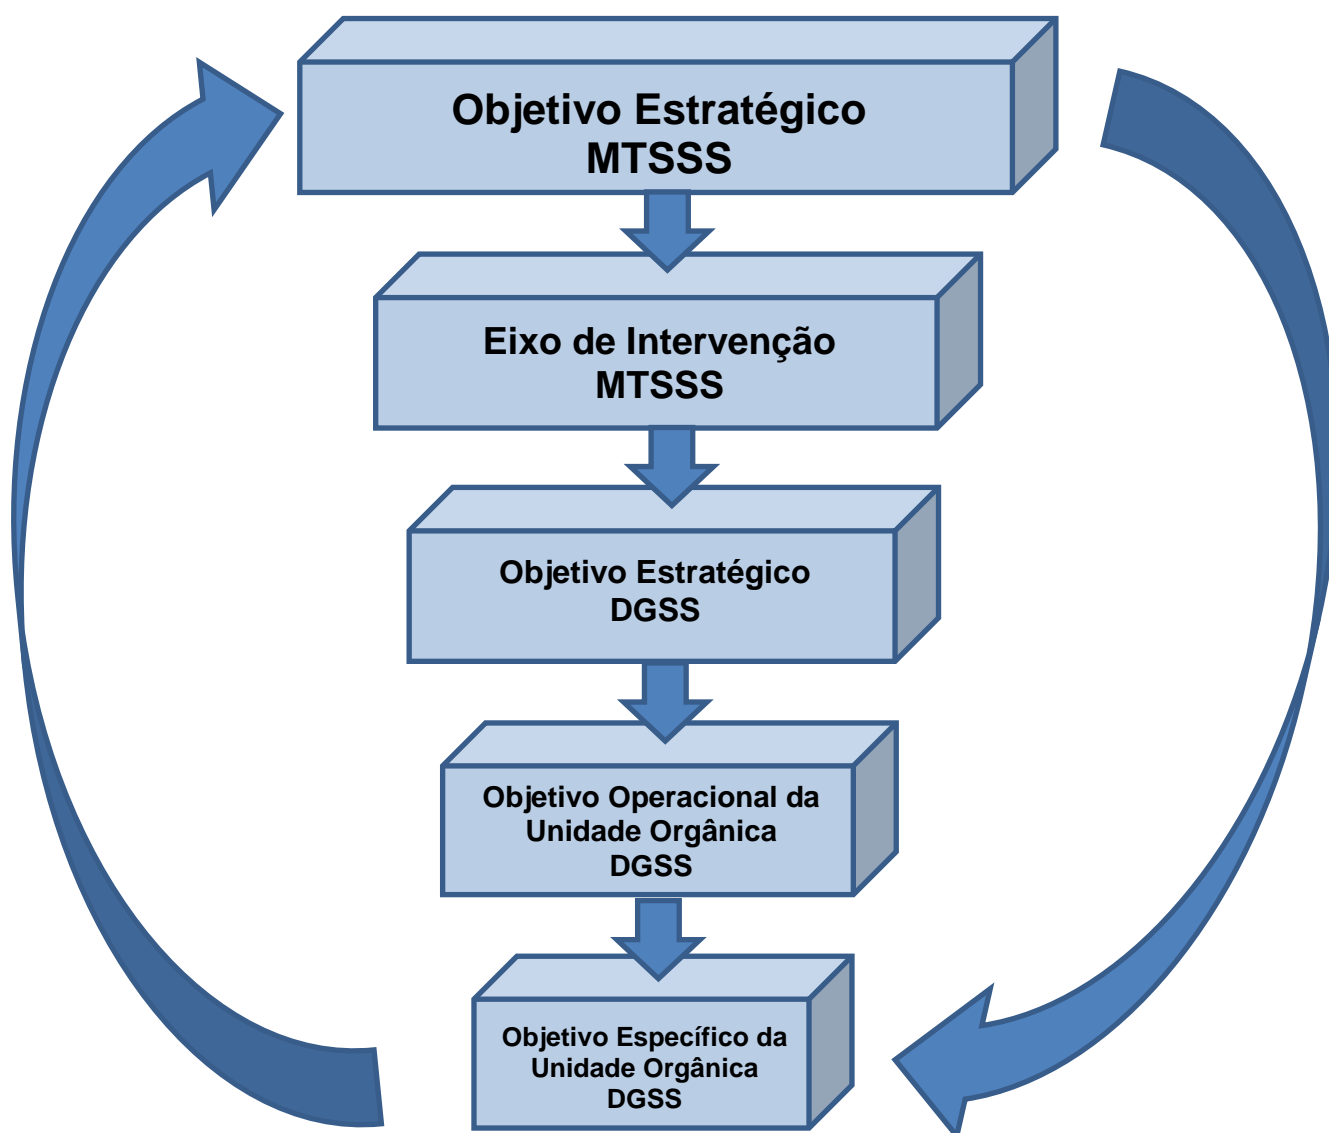 Objetivo Estratégico
MTSSS
Eixo de Intervenção
MTSSS
Objetivo Estratégico
DGSS
Objetivo Operacional da
Unidade Orgânica
DGSS
Objetivo Específico da
Unidade Orgânica
DGSS